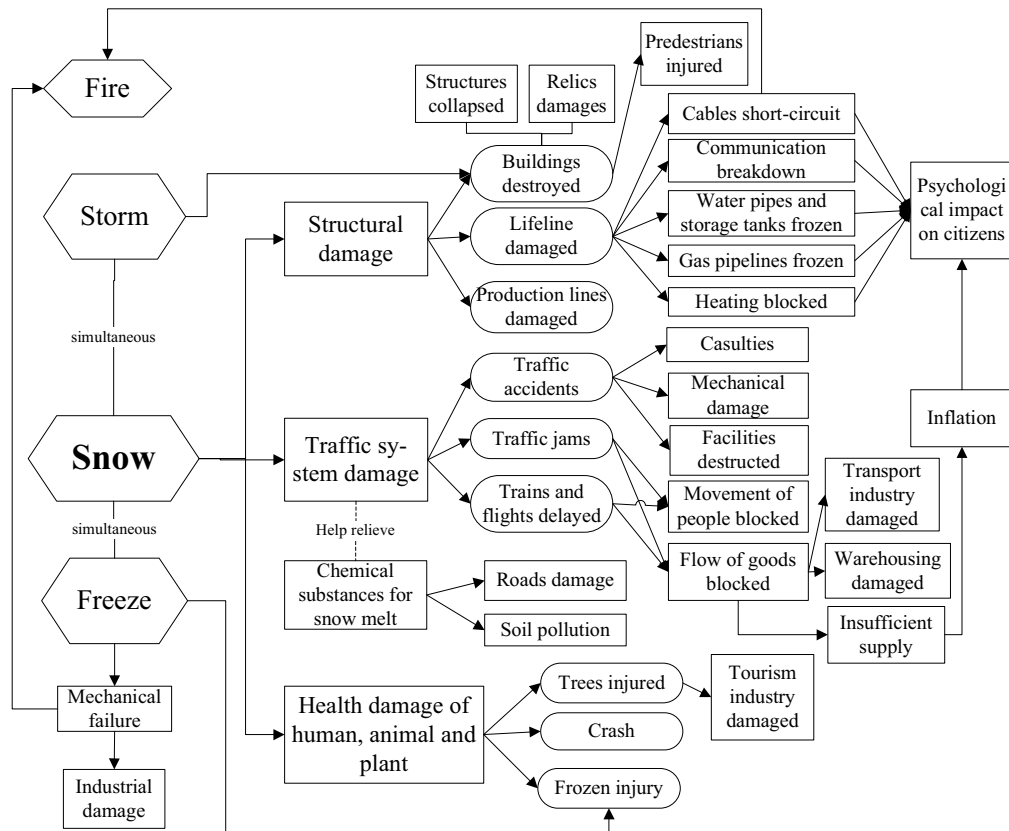 Fire
Storm
simultaneous
Snow
simultaneous
Freeze
Mechanical
failure
Industrial
damage
Structural
damage
Traffic sy-
stem damage
Help relieve
Chemical
substances for
snow melt
Health damage of
human, animal and
plant
Structures
collapsed
Relics
damages
Buildings
destroyed
Lifeline
damaged
Production lines
damaged
Traffic
accidents
Traffic jams
Trains and
flights delayed
Roads damage
Soil pollution
Trees injured
Crash
Frozen injury
Predestrians
injured
Cables short-circuit
Communication
breakdown
Water pipes and
storage tanks frozen
Gas pipelines frozen
Heating blocked
Casulties
Mechanical
damage
Facilities
destructed
Movement of
people blocked
Flow of goods
blocked
Tourism
industry
damaged
Psychologi
cal impact
on citizens
Inflation
Transport
industry
damaged
Warehousing
damaged
Insufficient
supply